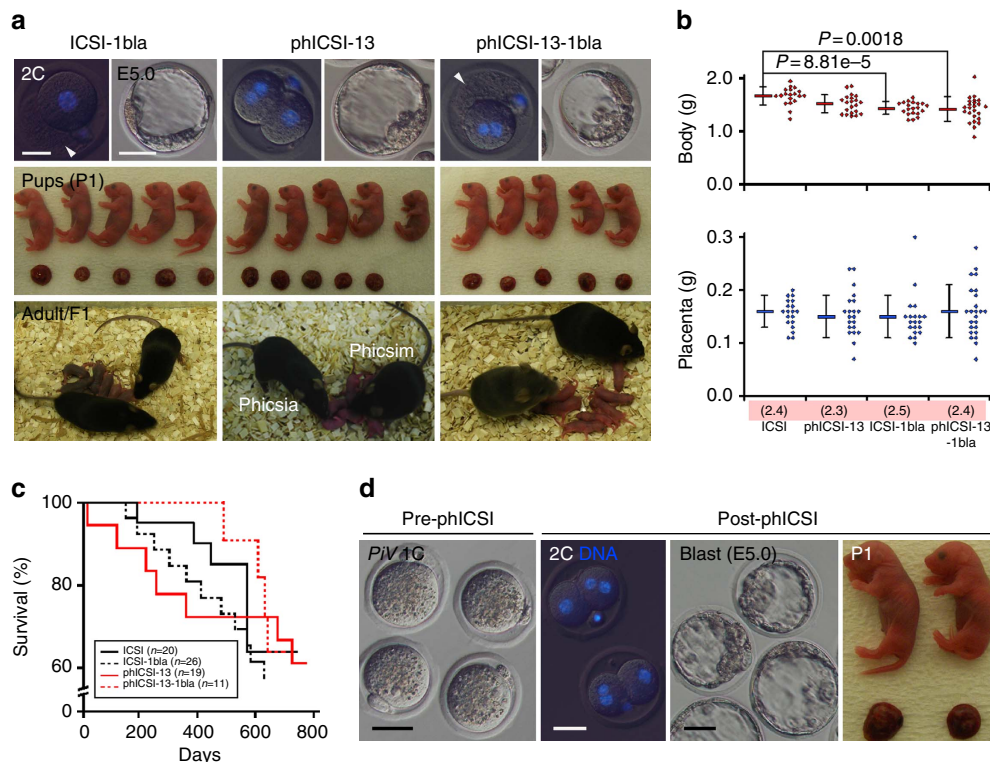 a
ICSI-1bla
phICSI-13
phICSI-13-1bla
2C
E5.0
Pups (P1)
Adult/F1
Phicsim
Phicsia
b
P=0.0018
P=8.81e–5
Body (g)
2.0
1.0
0.0
Placenta (g)
0.3
0.2
0.1
0.0
(2.4) (2.3) (2.5) (2.4)
ICSI phICSI-13 ICSI-1bla phICSI-13
-1bla
c
Survival (%)
100
80
60
0
ICSI (n=20)
ICSI-1bla (n=26)
phICSI-13 (n=19)
phICSI-13-1bla (n=11)
0 200 400 600 800
Days
d
Pre-phICSI
Post-phICSI
PiV 1C
2C DNA
Blast (E5.0)
P1